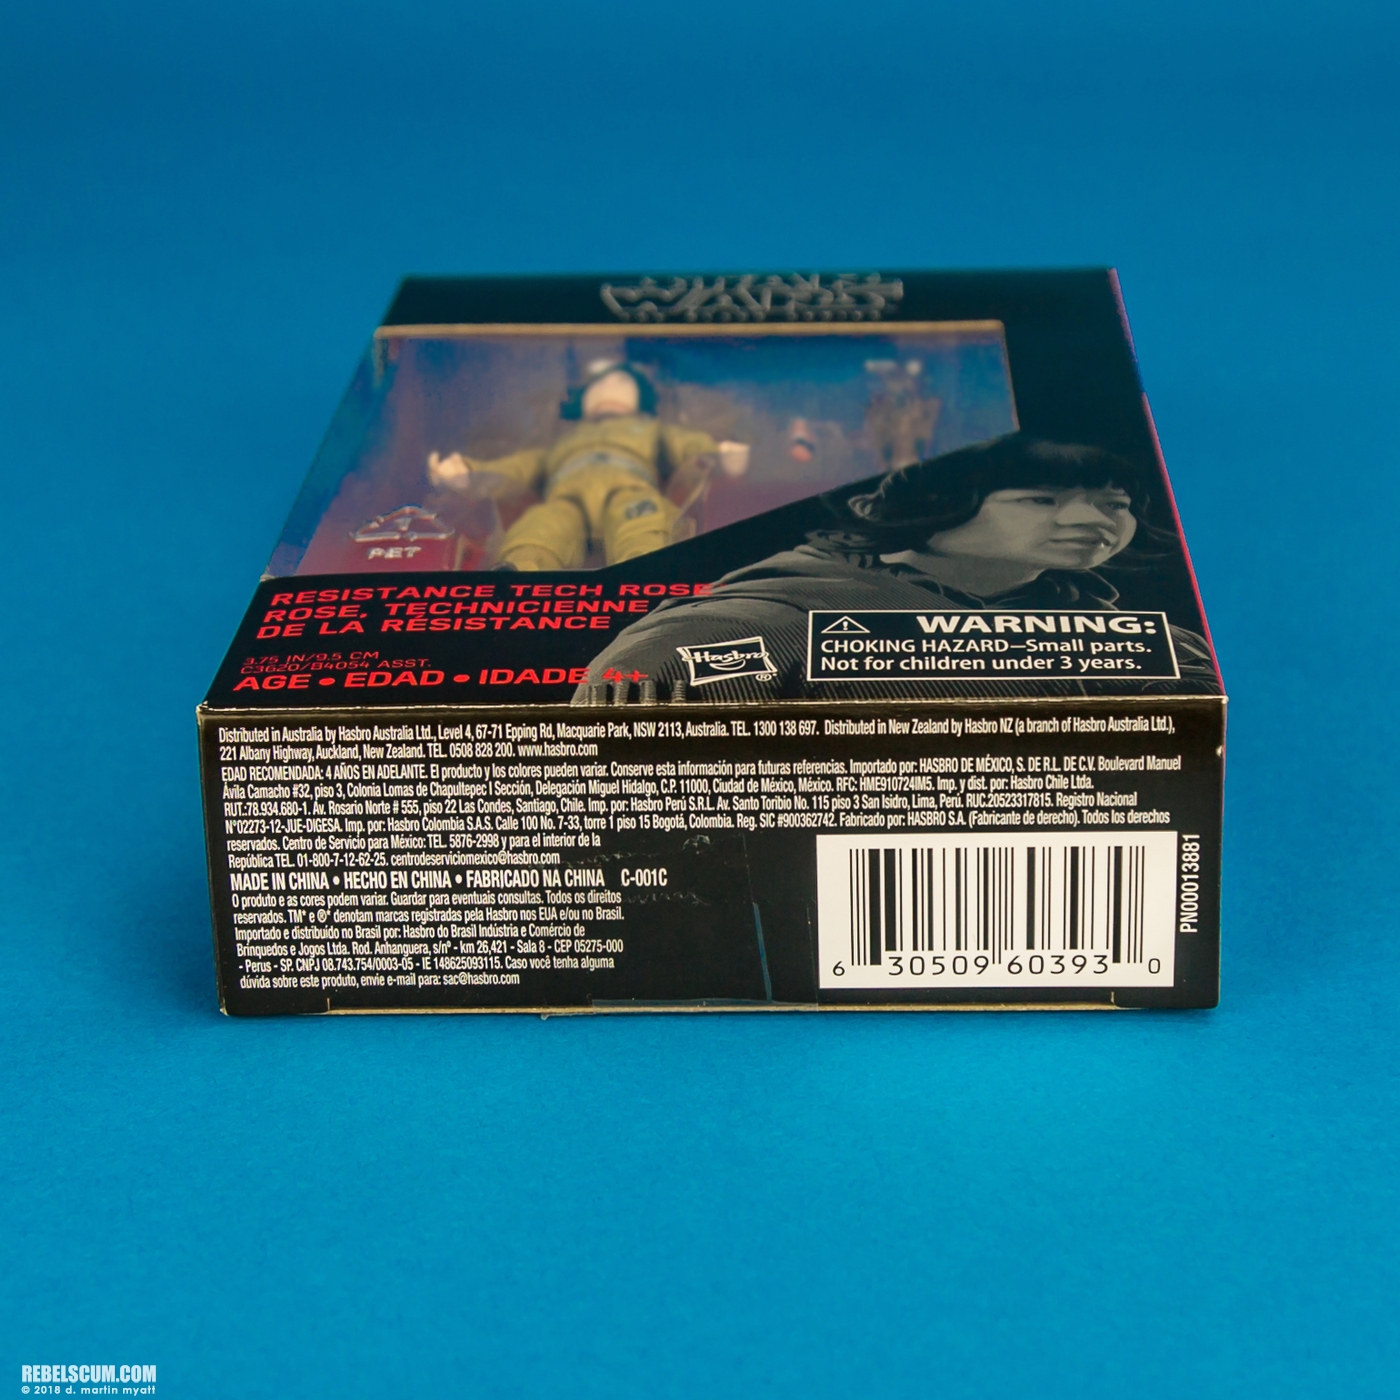 WARS
PET
RESISTANCE TECH ROSE
ROSE, TECHNICIENNE
DE LA RÉSISTANCE
3.75 IN/9.5 CM
C3620/B4054 ASST.
AGE • EDAD • IDADE 4+
Hasbro®
WARNING:
CHOKING HAZARD—Small parts.
Not for children under 3 years.
Distributed in Australia by Hasbro Australia Ltd., Level 4, 67-71 Epping Rd, Macquarie Park, NSW 2113, Australia. TEL. 1300 138 697. Distributed in New Zealand by Hasbro NZ (a branch of Hasbro Australia Ltd.),
221 Albany Highway, Auckland, New Zealand. TEL. 0508 828 200. www.hasbro.com
EDAD RECOMENDADA: 4 AÑOS EN ADELANTE. El producto y los colores pueden variar. Conserve esta información para futuras referencias. Importado por: HASBRO DE MÉXICO, S. DE R.L. DE C.V. Boulevard Manuel
Ávila Camacho #32, piso 3, Colonia Lomas de Chapultepec I Sección, Delegación Miguel Hidalgo, C.P. 11000, Ciudad de México, México. RFC: HME910724IM5. Imp. y dist. por: Hasbro Chile Ltda.
RUT.:78.934.680-1. Av. Rosario Norte # 555, piso 22 Las Condes, Santiago, Chile. Imp. por: Hasbro Perú S.R.L. Av. Santo Toribio No. 115 piso 3 San Isidro, Lima, Perú. RUC.20523317815. Registro Nacional
N°02273-12-JUE-DIGESA. Imp. por: Hasbro Colombia S.A.S. Calle 100 No. 7-33, torre 1 piso 15 Bogotá, Colombia. Reg. SIC #900362742. Fabricado por: HASBRO S.A. (Fabricante de derecho). Todos los derechos
reservados. Centro de Servicio para México: TEL. 5876-2998 y para el interior de la
República TEL. 01-800-7-12-62-25. centrodeserviciomexico@hasbro.com
MADE IN CHINA • HECHO EN CHINA • FABRICADO NA CHINA C-001C
O produto e as cores podem variar. Guardar para eventuais consultas. Todos os direitos
reservados. TM* e ®* denotam marcas registradas pela Hasbro nos EUA e/ou no Brasil.
Importado e distribuído no Brasil por: Hasbro do Brasil Indústria e Comércio de
Brinquedos e Jogos Ltda. Rod. Anhanguera, s/nº - km 26,421 - Sala 8 - CEP 05275-000
- Perus - SP. CNPJ 08.743.754/0003-05 - IE 148625093115. Caso você tenha alguma
dúvida sobre este produto, envie e-mail para: sac@hasbro.com
6 30509 60393 0
PN00013881
REBELSCUM.COM
© 2018 d. martin myatt